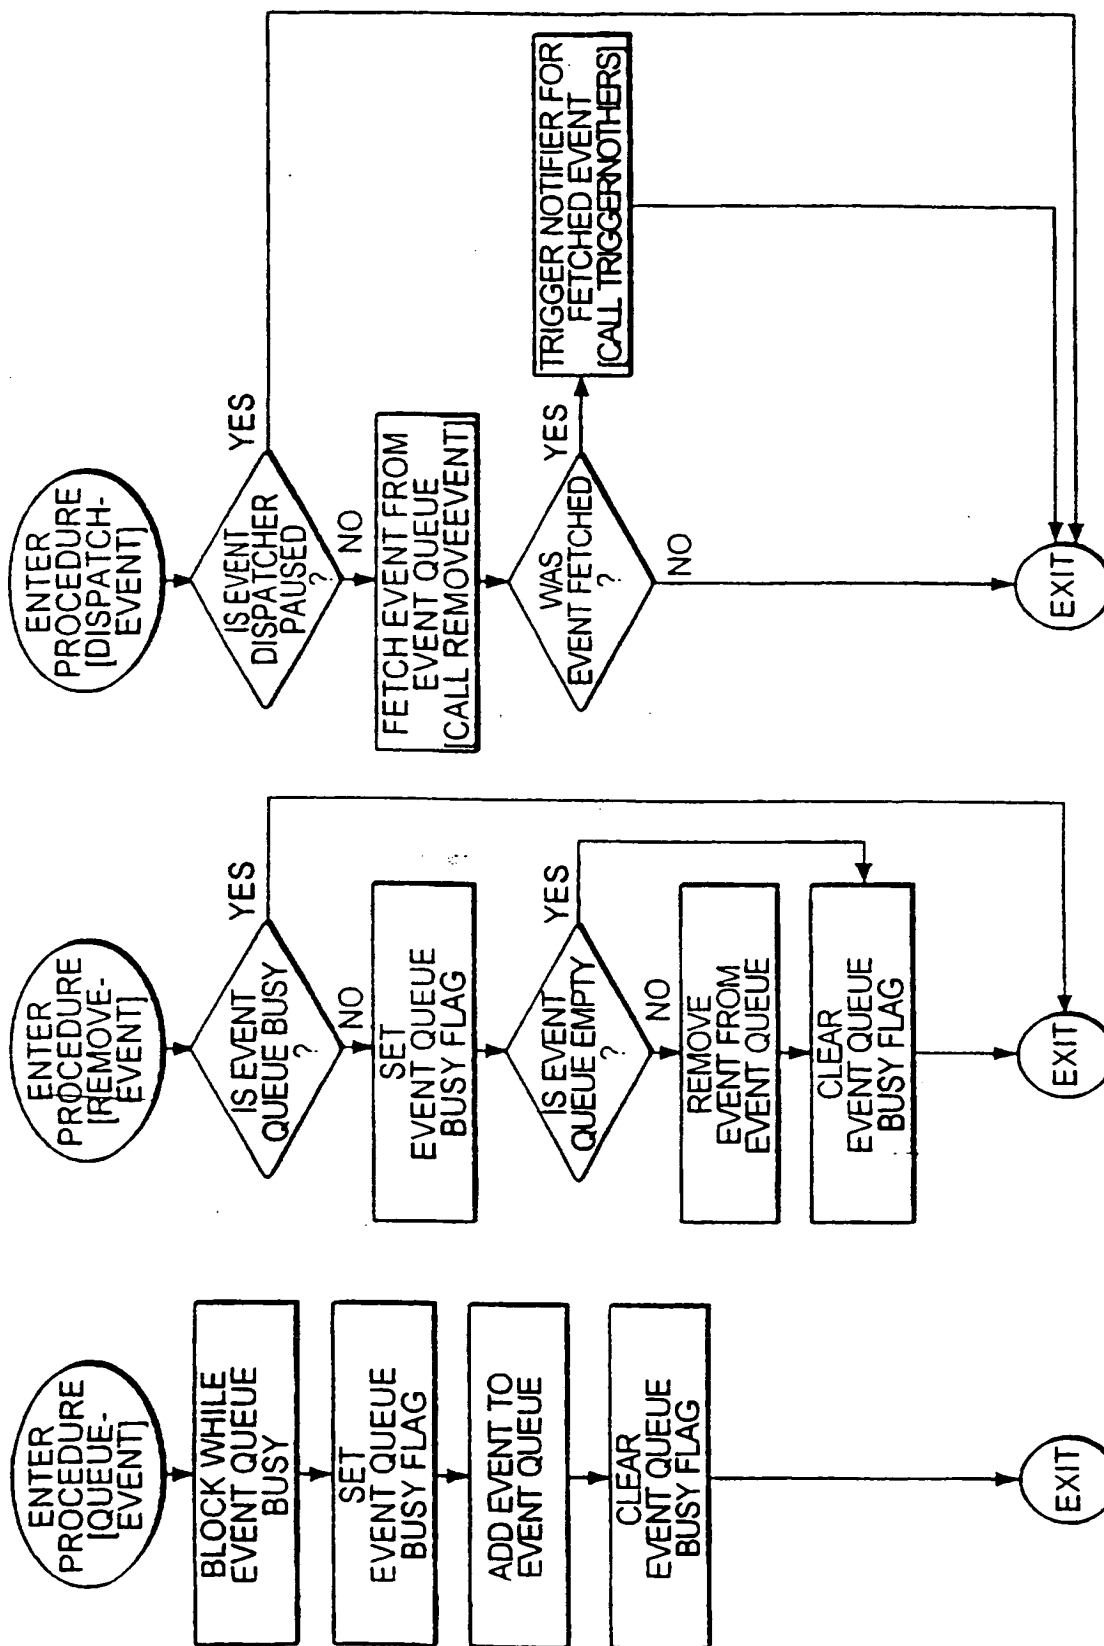 ENTER
PROCEDURE
[QUEUE-
EVENT]
BLOCK WHILE
EVENT QUEUE
BUSY
SET
EVENT QUEUE
BUSY FLAG
ADD EVENT TO
EVENT QUEUE
CLEAR
EVENT QUEUE
BUSY FLAG
EXIT
ENTER
PROCEDURE
[REMOVE-
EVENT]
IS EVENT
QUEUE BUSY
?
YES
NO
SET
EVENT QUEUE
BUSY FLAG
IS EVENT
QUEUE EMPTY
?
YES
NO
REMOVE
EVENT FROM
EVENT QUEUE
CLEAR
EVENT QUEUE
BUSY FLAG
EXIT
ENTER
PROCEDURE
[DISPATCH-
EVENT]
IS EVENT
DISPATCHER
PAUSED
?
YES
NO
FETCH EVENT FROM
EVENT QUEUE
[CALL REMOVEEVENT]
WAS
EVENT FETCHED
?
YES
NO
TRIGGER NOTIFIER FOR
FETCHED EVENT
[CALL TRIGGERNOTHERS]
EXIT